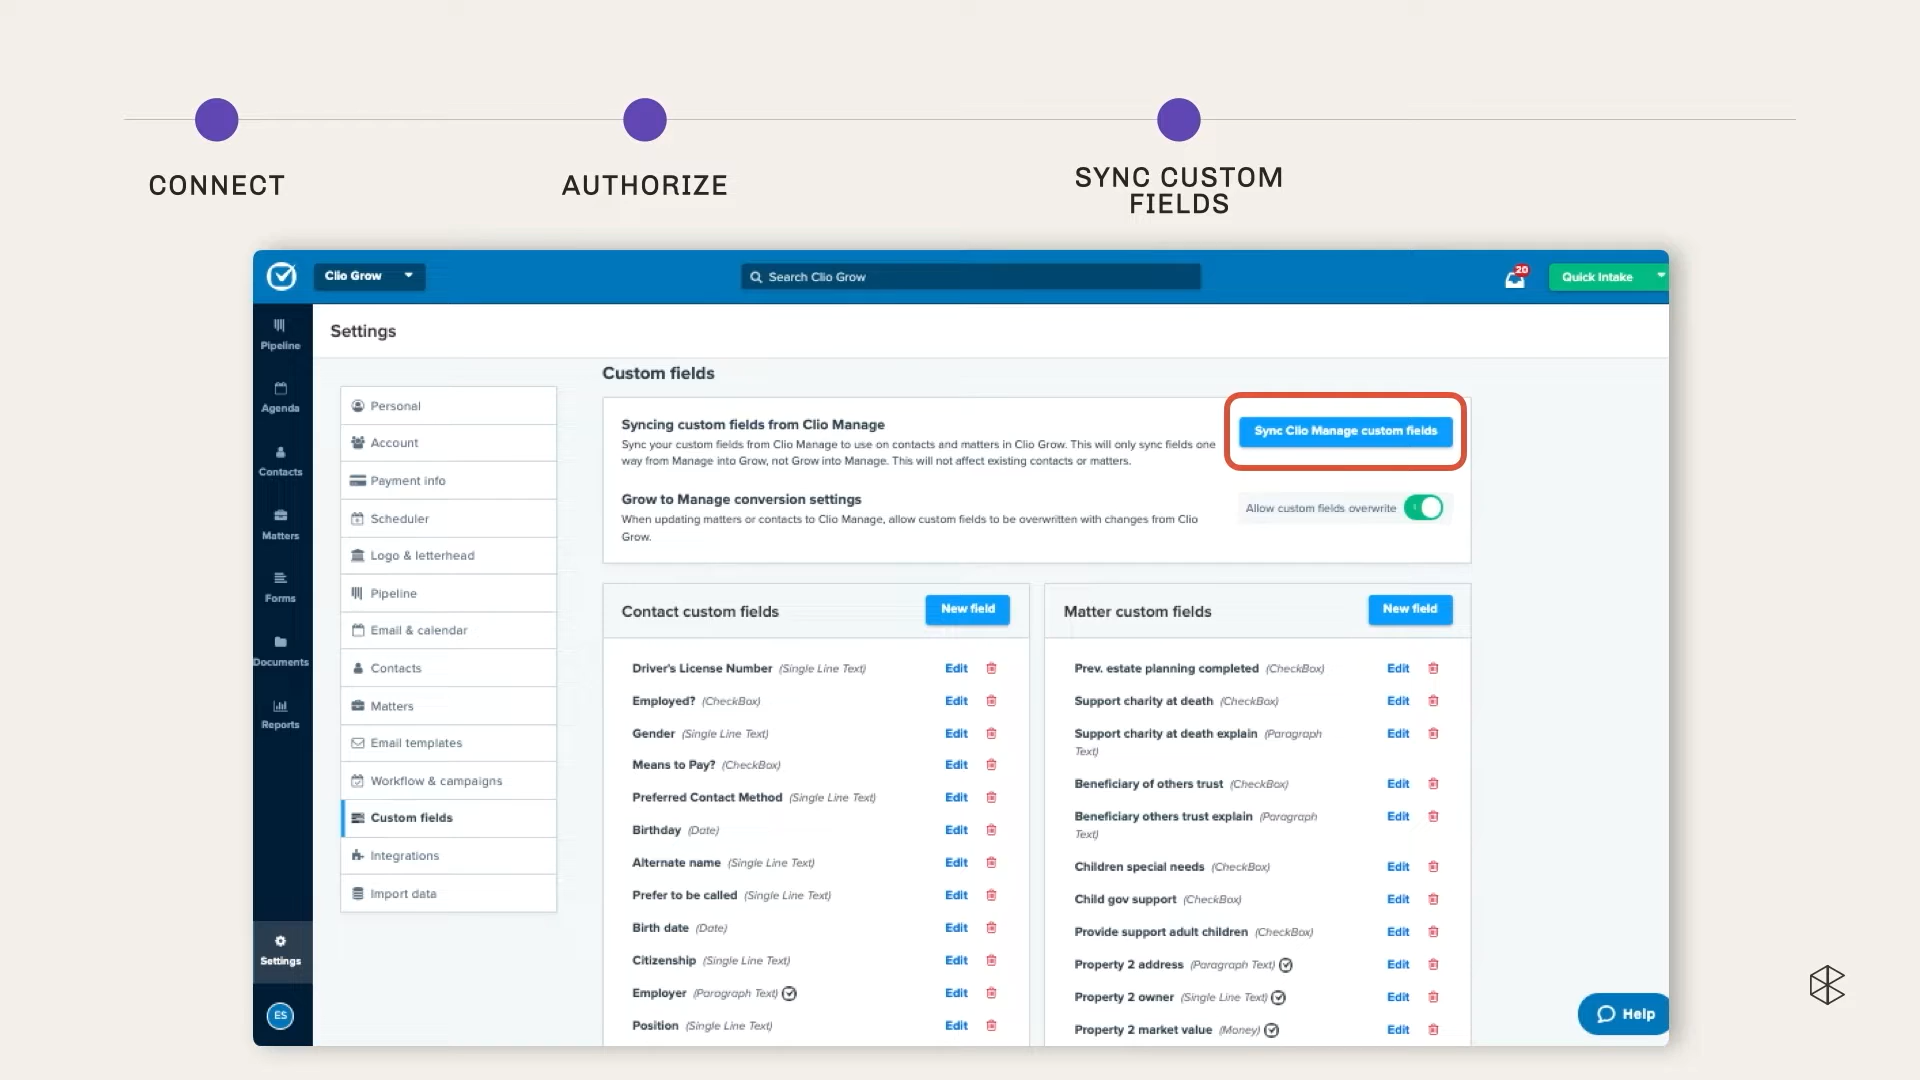 CONNECT
AUTHORIZE
SYNC CUSTOM
FIELDS
Clio Grow
Search Clio Grow
20
Quick Intake
Pipeline
Agenda
Contacts
Matters
Forms
Documents
Reports
Settings
ES
Settings
Personal
Account
Payment info
Scheduler
Logo & letterhead
Pipeline
Email & calendar
Contacts
Matters
Email templates
Workflow & campaigns
Custom fields
Integrations
Import data
Custom fields
Syncing custom fields from Clio Manage
Sync your custom fields from Clio Manage to use on contacts and matters in Clio Grow. This will only sync fields one
way from Manage into Grow, not Grow into Manage. This will not affect existing contacts or matters.
Sync Clio Manage custom fields
Grow to Manage conversion settings
When updating matters or contacts to Clio Manage, allow custom fields to be overwritten with changes from Clio
Grow.
Allow custom fields overwrite
Contact custom fields
New field
Driver's License Number (Single Line Text) Edit
Employed? (CheckBox) Edit
Gender (Single Line Text) Edit
Means to Pay? (CheckBox) Edit
Preferred Contact Method (Single Line Text) Edit
Birthday (Date) Edit
Alternate name (Single Line Text) Edit
Prefer to be called (Single Line Text) Edit
Birth date (Date) Edit
Citizenship (Single Line Text) Edit
Employer (Paragraph Text) Edit
Position (Single Line Text) Edit
Matter custom fields
New field
Prev. estate planning completed (CheckBox) Edit
Support charity at death (CheckBox) Edit
Support charity at death explain (Paragraph Edit
Text)
Beneficiary of others trust (CheckBox) Edit
Beneficiary others trust explain (Paragraph Edit
Text)
Children special needs (CheckBox) Edit
Child gov support (CheckBox) Edit
Provide support adult children (CheckBox) Edit
Property 2 address (Paragraph Text) Edit
Property 2 owner (Single Line Text) Edit
Property 2 market value (Money) Edit
Help